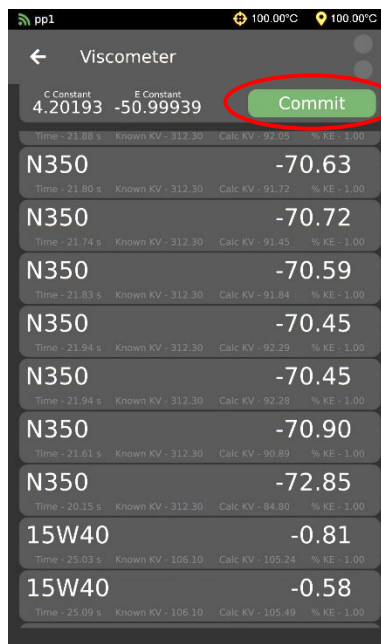 pp1 100.00°C 100.00°C
Viscometer
C Constant E Constant
4.20193 -50.99939 Commit
Time - 21.88 s Known KV - 312.30 Calc KV - 92.05 % KE - 1.00
N350 -70.63
Time - 21.80 s Known KV - 312.30 Calc KV - 91.72 % KE - 1.00
N350 -70.72
Time - 21.74 s Known KV - 312.30 Calc KV - 91.45 % KE - 1.00
N350 -70.59
Time - 21.83 s Known KV - 312.30 Calc KV - 91.84 % KE - 1.00
N350 -70.45
Time - 21.94 s Known KV - 312.30 Calc KV - 92.29 % KE - 1.00
N350 -70.45
Time - 21.94 s Known KV - 312.30 Calc KV - 92.28 % KE - 1.00
N350 -70.90
Time - 21.61 s Known KV - 312.30 Calc KV - 90.89 % KE - 1.00
N350 -72.85
Time - 20.15 s Known KV - 312.30 Calc KV - 84.80 % KE - 1.00
15W40 -0.81
Time - 25.03 s Known KV - 106.10 Calc KV - 105.24 % KE - 1.00
15W40 -0.58
Time - 25.09 s Known KV - 106.10 Calc KV - 105.49 % KE - 1.00